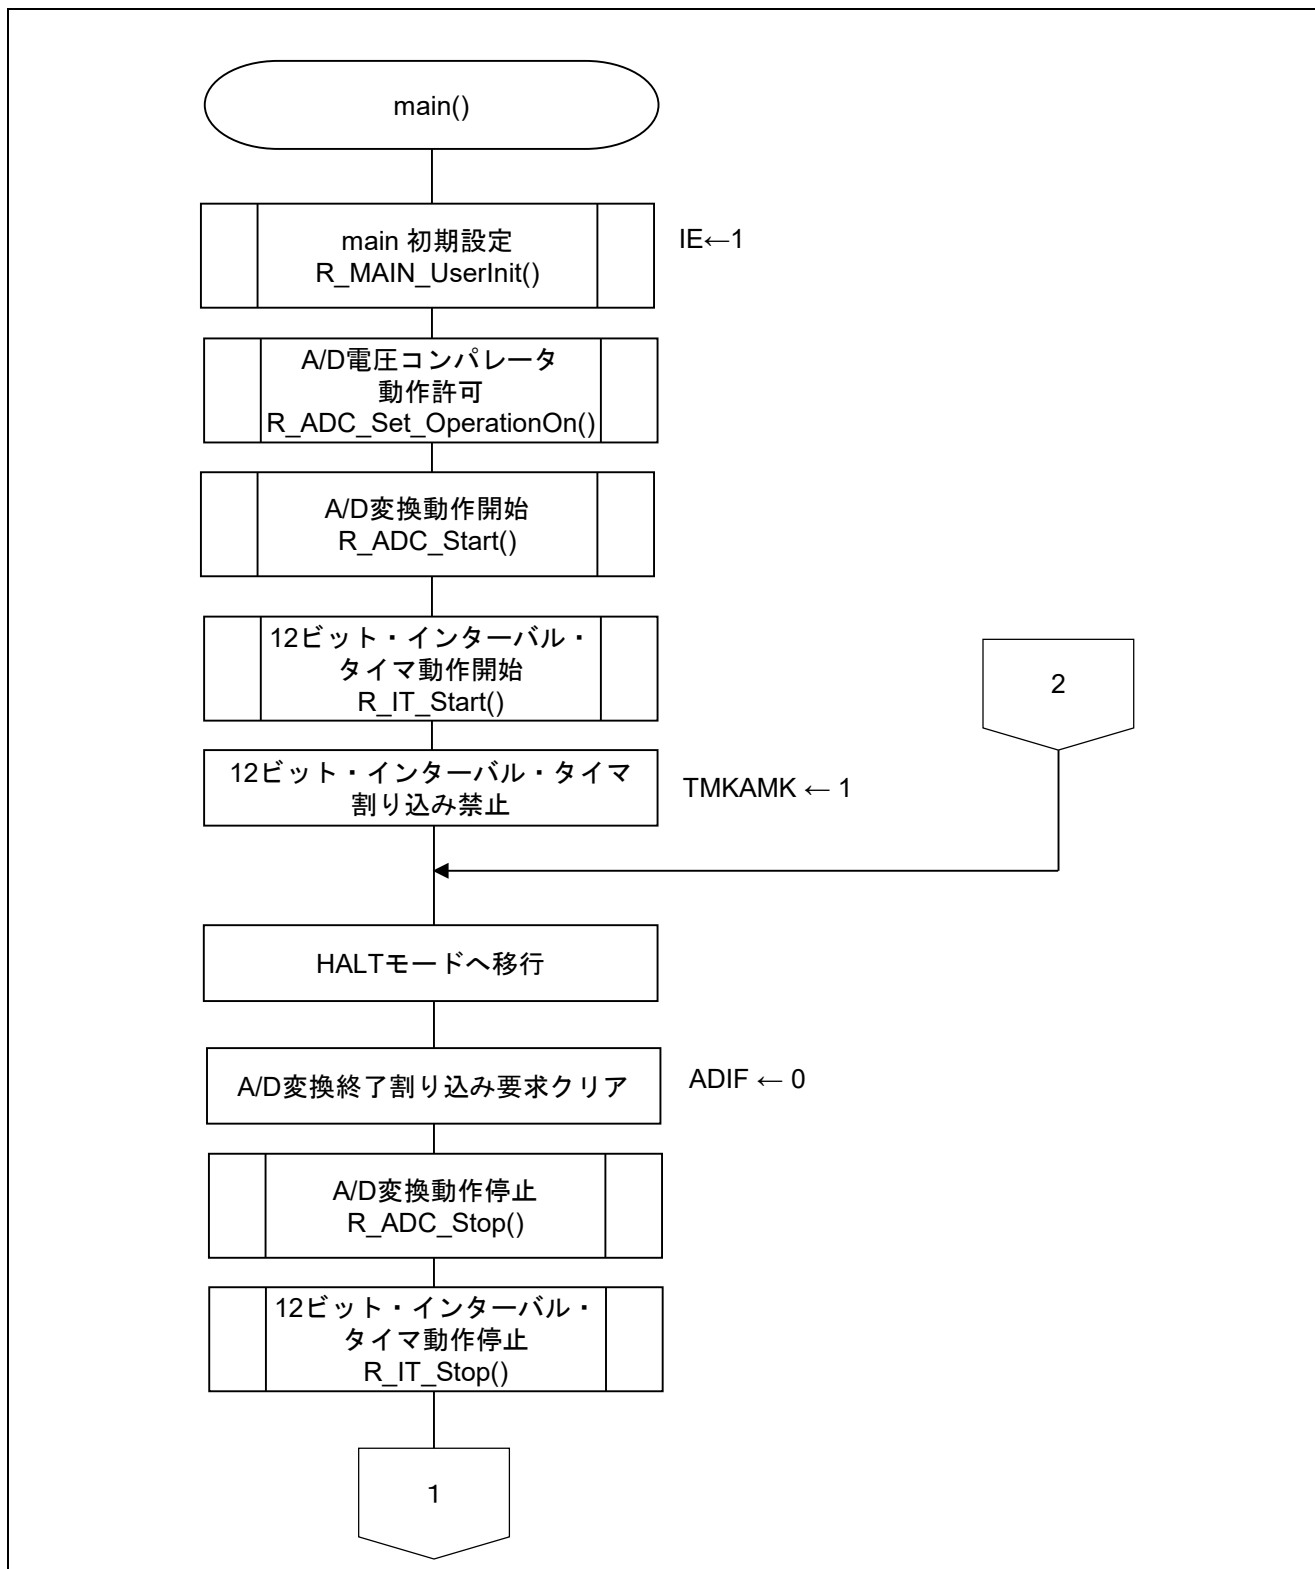 main()
main 初期設定
R_MAIN_UserInit()
IE←1
A/D電圧コンパレータ
動作許可
R_ADC_Set_OperationOn()
A/D変換動作開始
R_ADC_Start()
12ビット・インターバル・
タイマ動作開始
R_IT_Start()
2
12ビット・インターバル・タイマ
割り込み禁止
TMKAMK ← 1
HALTモードへ移行
A/D変換終了割り込み要求クリア
ADIF ← 0
A/D変換動作停止
R_ADC_Stop()
12ビット・インターバル・
タイマ動作停止
R_IT_Stop()
1